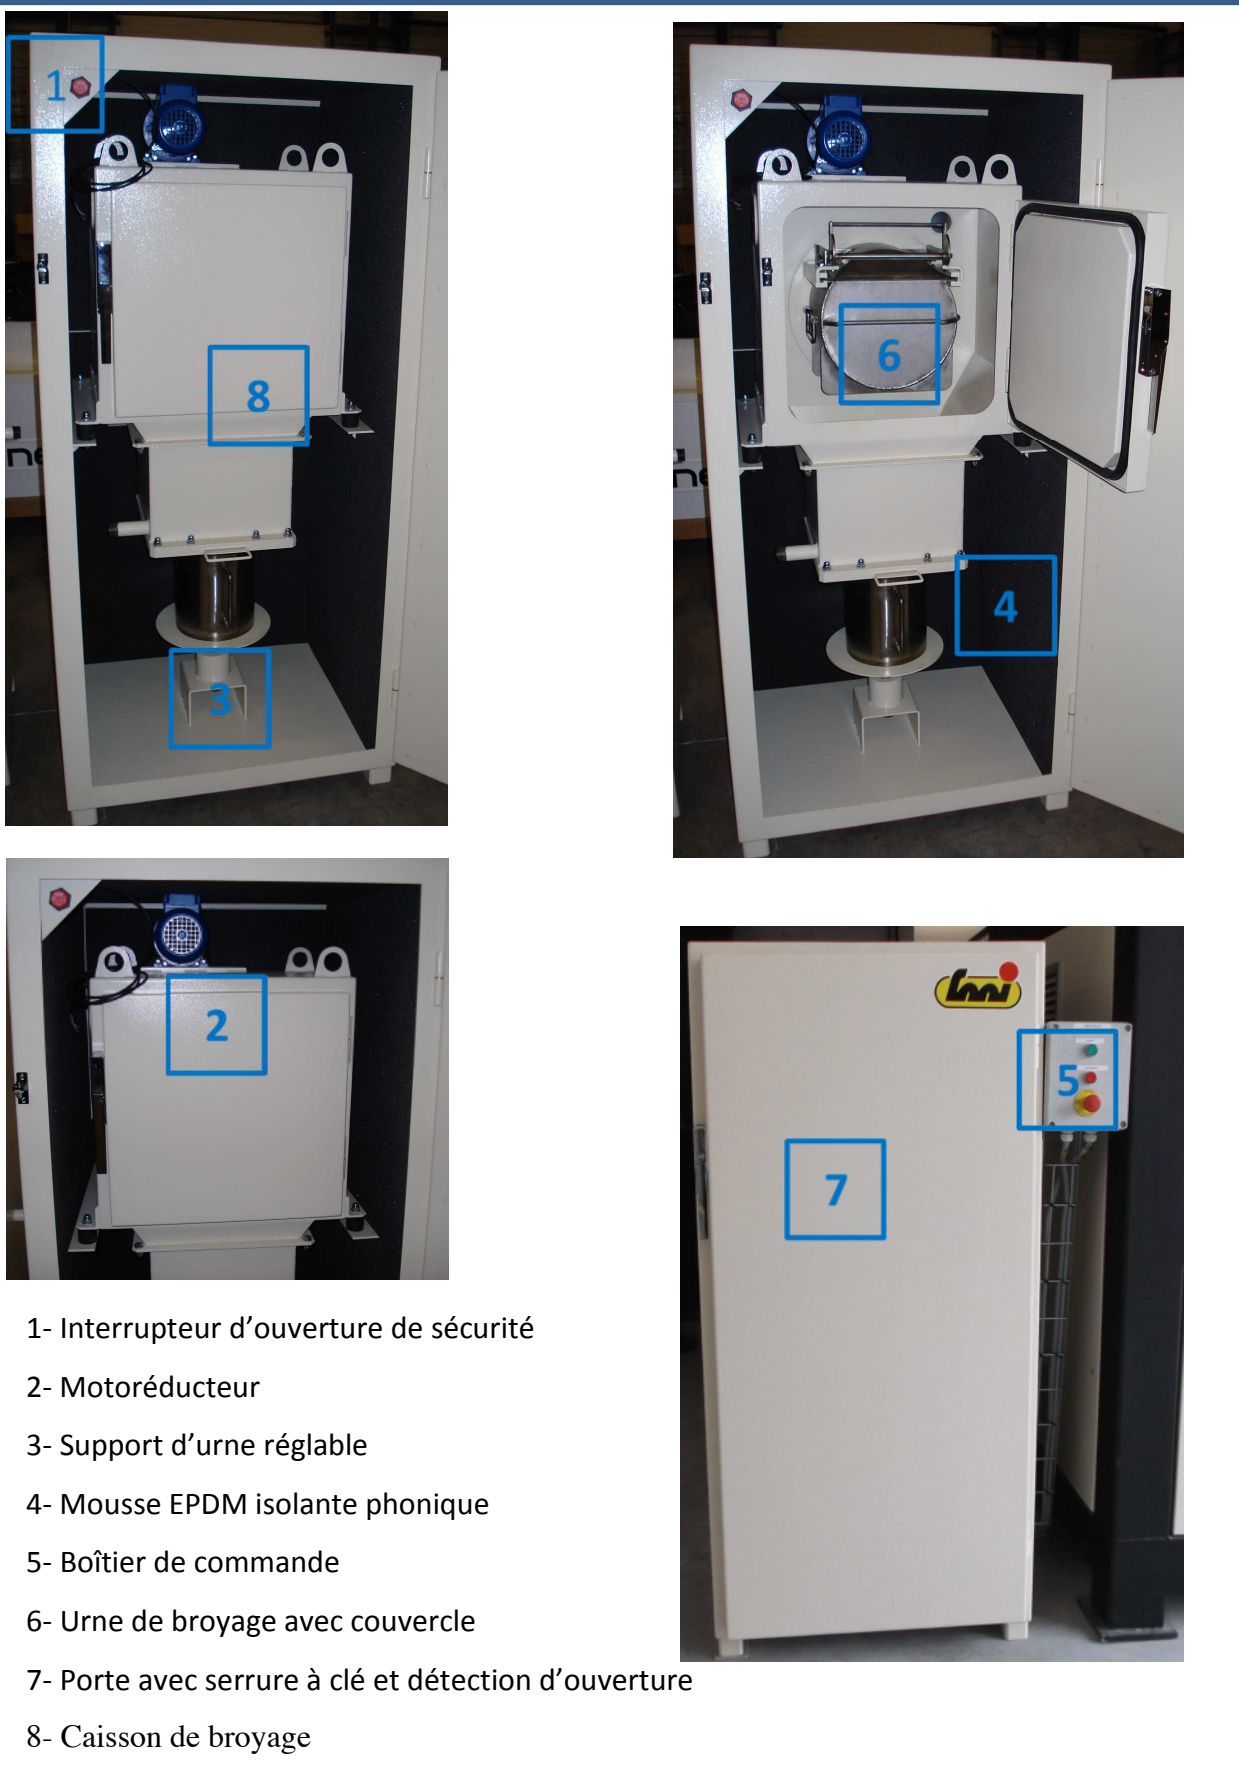 1
8
3
6
4
2
5
7
1- Interrupteur d’ouverture de sécurité
2- Motoréducteur
3- Support d’urne réglable
4- Mousse EPDM isolante phonique
5- Boîtier de commande
6- Urne de broyage avec couvercle
7- Porte avec serrure à clé et détection d’ouverture
8- Caisson de broyage